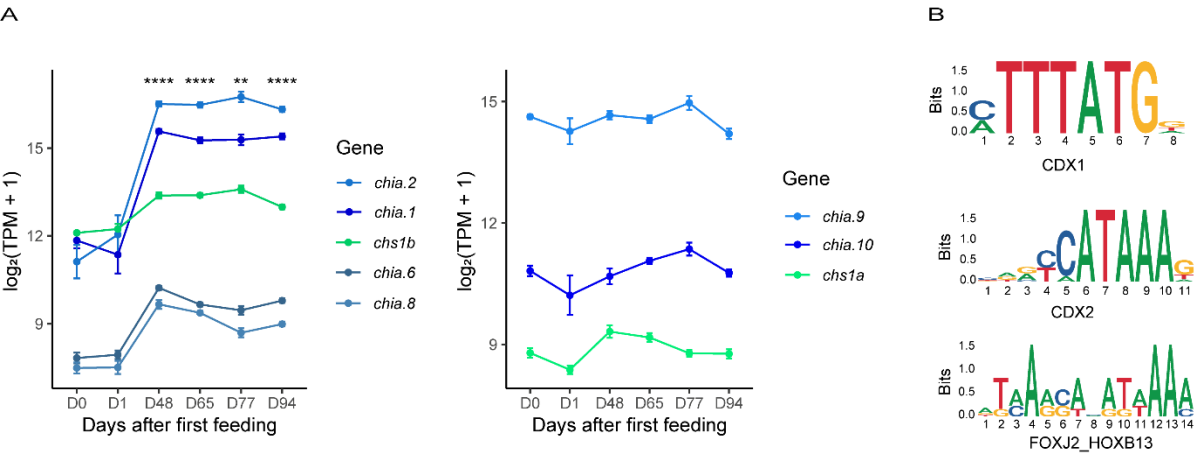 A
B
**** **** ** ****
log₂(TPM + 1)
15
12
9
D0 D1 D48 D65 D77 D94
Days after first feeding
Gene
chia.2
chia.1
chs1b
chia.6
chia.8
log₂(TPM + 1)
15
12
9
D0 D1 D48 D65 D77 D94
Days after first feeding
Gene
chia.9
chia.10
chs1a
Bits
1.5
1.0
0.5
0.0
C TTTATG
A
1 2 3 4 5 6 7 8
CDX1
Bits
1.5
1.0
0.5
0.0
CATAAA
1 2 3 4 5 6 7 8 9 10 11
CDX2
Bits
1.5
1.0
0.5
0.0
1 2 3 4 5 6 7 8 9 10 11 12 13 14
FOXJ2_HOXB13